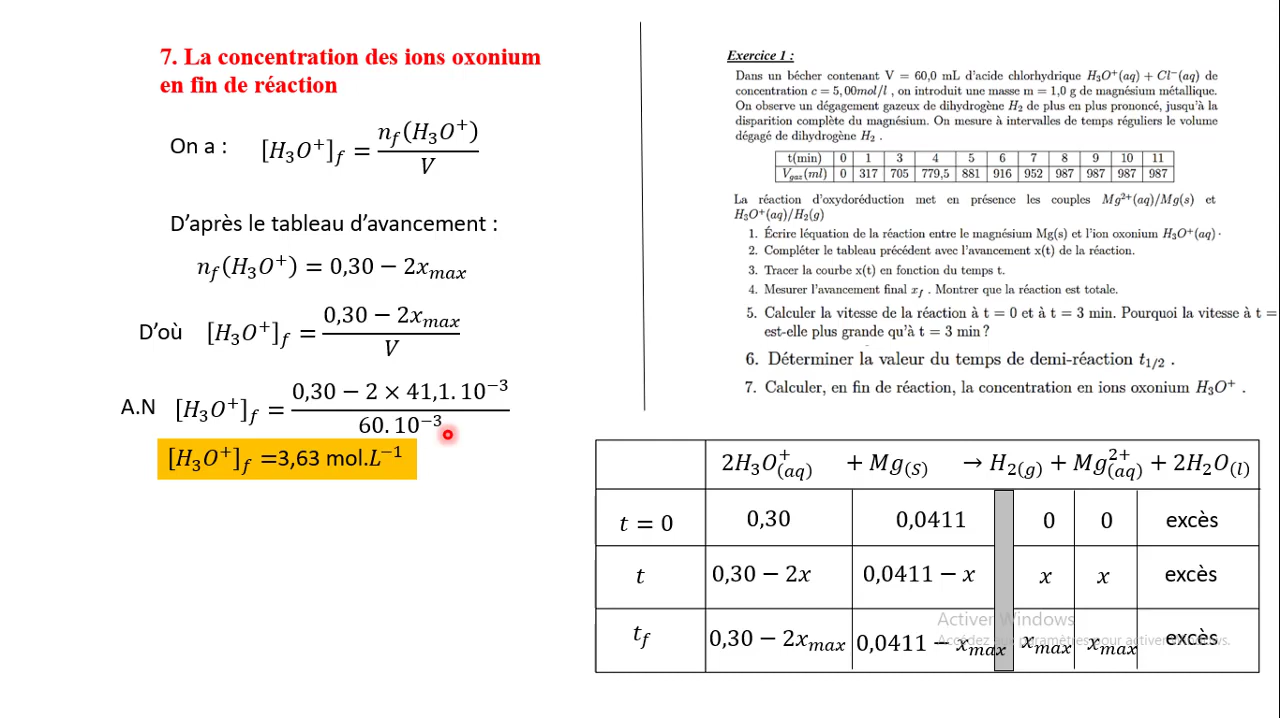 7. La concentration des ions oxonium
en fin de réaction
On a : [H₃O⁺]f = nf(H₃O⁺) / V
D’après le tableau d’avancement :
nf(H₃O⁺) = 0,30 − 2xmax
D’où [H₃O⁺]f = (0,30 − 2xmax) / V
A.N [H₃O⁺]f = (0,30 − 2 × 41,1.10⁻³) / 60.10⁻³
[H₃O⁺]f =3,63 mol.L⁻¹
Exercice 1 :
Dans un bécher contenant V = 60,0 mL d’acide chlorhydrique H₃O⁺(aq) + Cl⁻(aq) de
concentration c = 5,00mol/l , on introduit une masse m = 1,0 g de magnésium métallique.
On observe un dégagement gazeux de dihydrogène H₂ de plus en plus prononcé, jusqu’à la
disparition complète du magnésium. On mesure à intervalles de temps réguliers le volume
dégagé de dihydrogène H₂ .
t(min) 0 1 3 4 5 6 7 8 9 10 11
Vgaz(ml) 0 317 705 779,5 881 916 952 987 987 987 987
La réaction d’oxydoréduction met en présence les couples Mg²⁺(aq)/Mg(s) et
H₃O⁺(aq)/H₂(g)
1. Écrire léquation de la réaction entre le magnésium Mg(s) et l’ion oxonium H₃O⁺(aq)·
2. Compléter le tableau précédent avec l’avancement x(t) de la réaction.
3. Tracer la courbe x(t) en fonction du temps t.
4. Mesurer l’avancement final xf . Montrer que la réaction est totale.
5. Calculer la vitesse de la réaction à t = 0 et à t = 3 min. Pourquoi la vitesse à t =
est-elle plus grande qu’à t = 3 min ?
6. Déterminer la valeur du temps de demi-réaction t1/2 .
7. Calculer, en fin de réaction, la concentration en ions oxonium H₃O⁺ .
2H₃O⁺(aq) + Mg(s) → H₂(g) + Mg²⁺(aq) + 2H₂O(l)
t = 0 0,30 0,0411 0 0 excès
t 0,30 − 2x 0,0411 − x x x excès
tf 0,30 − 2xmax 0,0411 − xmax xmax xmax excès
Activer Windows
Accédez aux paramètres pour activer Windows.